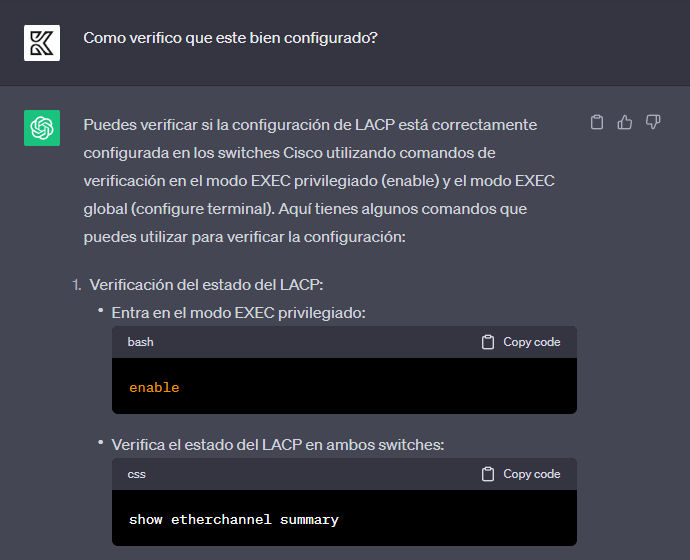 Como verifico que este bien configurado?
Puedes verificar si la configuración de LACP está correctamente
configurada en los switches Cisco utilizando comandos de
verificación en el modo EXEC privilegiado (enable) y el modo EXEC
global (configure terminal). Aquí tienes algunos comandos que
puedes utilizar para verificar la configuración:
1. Verificación del estado del LACP:
• Entra en el modo EXEC privilegiado:
bash Copy code
enable
• Verifica el estado del LACP en ambos switches:
css Copy code
show etherchannel summary